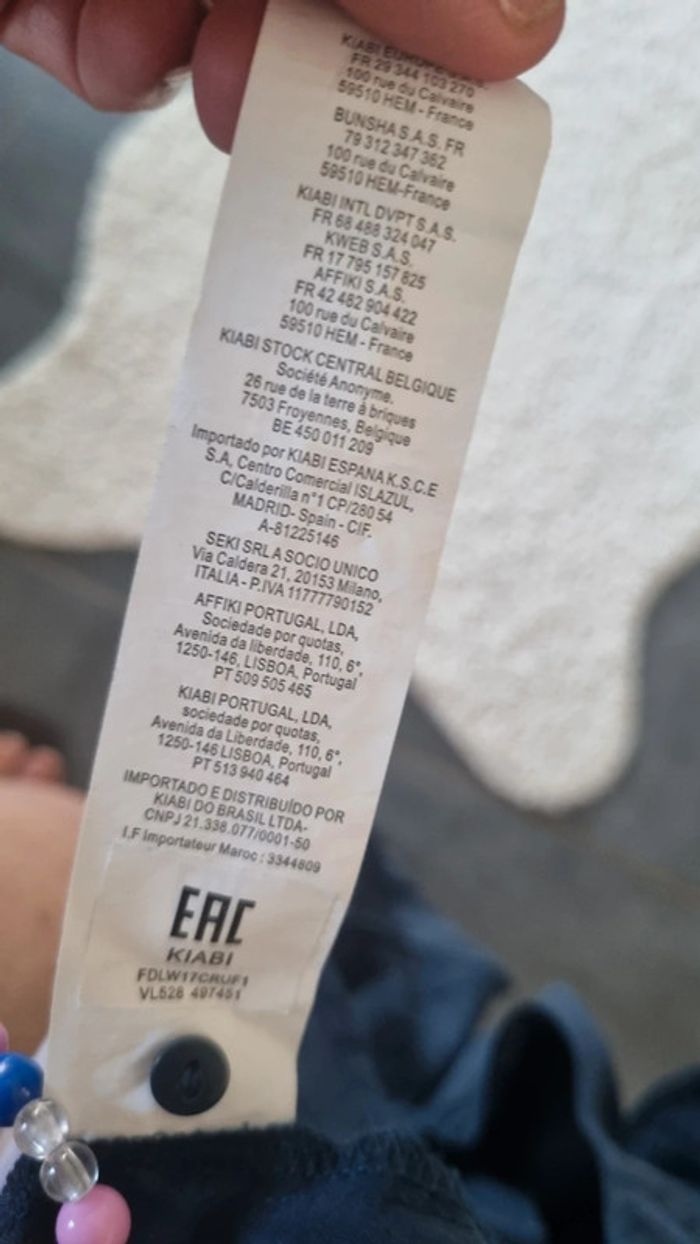 KIABI EUROPE S.A.S.
FR 29 344 103 270
100 rue du Calvaire
59510 HEM - France
BUNSHA S.A.S. FR
79 312 347 362
100 rue du Calvaire
59510 HEM-France
KIABI INTL DVPT S.A.S.
FR 68 488 324 047
KWEB S.A.S.
FR 17 795 157 825
AFFIKI S.A.S.
FR 42 482 904 422
100 rue du Calvaire
59510 HEM - France
KIABI STOCK CENTRAL BELGIQUE
Société Anonyme.
26 rue de la terre à briques
7503 Froyennes, Belgique
BE 450 011 209
Importado por KIABI ESPANA K.S.C.E
S.A, Centro Comercial ISLAZUL,
C/Calderilla n°1 CP/280 54
MADRID- Spain - CIF.
A-81225146
SEKI SRL A SOCIO UNICO
Via Caldera 21, 20153 Milano,
ITALIA - P.IVA 11777790152
AFFIKI PORTUGAL, LDA,
Sociedade por quotas,
Avenida da liberdade, 110, 6°,
1250-146, LISBOA, Portugal
PT 509 505 465
KIABI PORTUGAL, LDA,
sociedade por quotas,
Avenida da Liberdade, 110, 6°,
1250-146 LISBOA, Portugal
PT 513 940 464
IMPORTADO E DISTRIBUÍDO POR
KIABI DO BRASIL LTDA-
CNPJ 21.338.077/0001-50
I.F Importateur Maroc : 3344809
EAC
KIABI
FDLW17CRUF1
VL528 497451